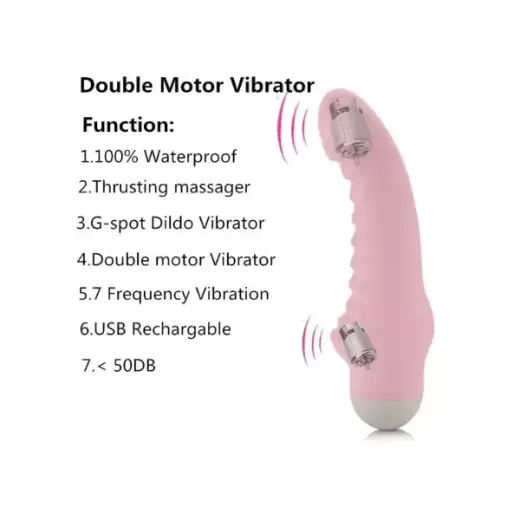 Double Motor Vibrator
Function:
1.100% Waterproof
2.Thrusting massager
3.G-spot Dildo Vibrator
4.Double motor Vibrator
5.7 Frequency Vibration
6.USB Rechargable
7.< 50DB